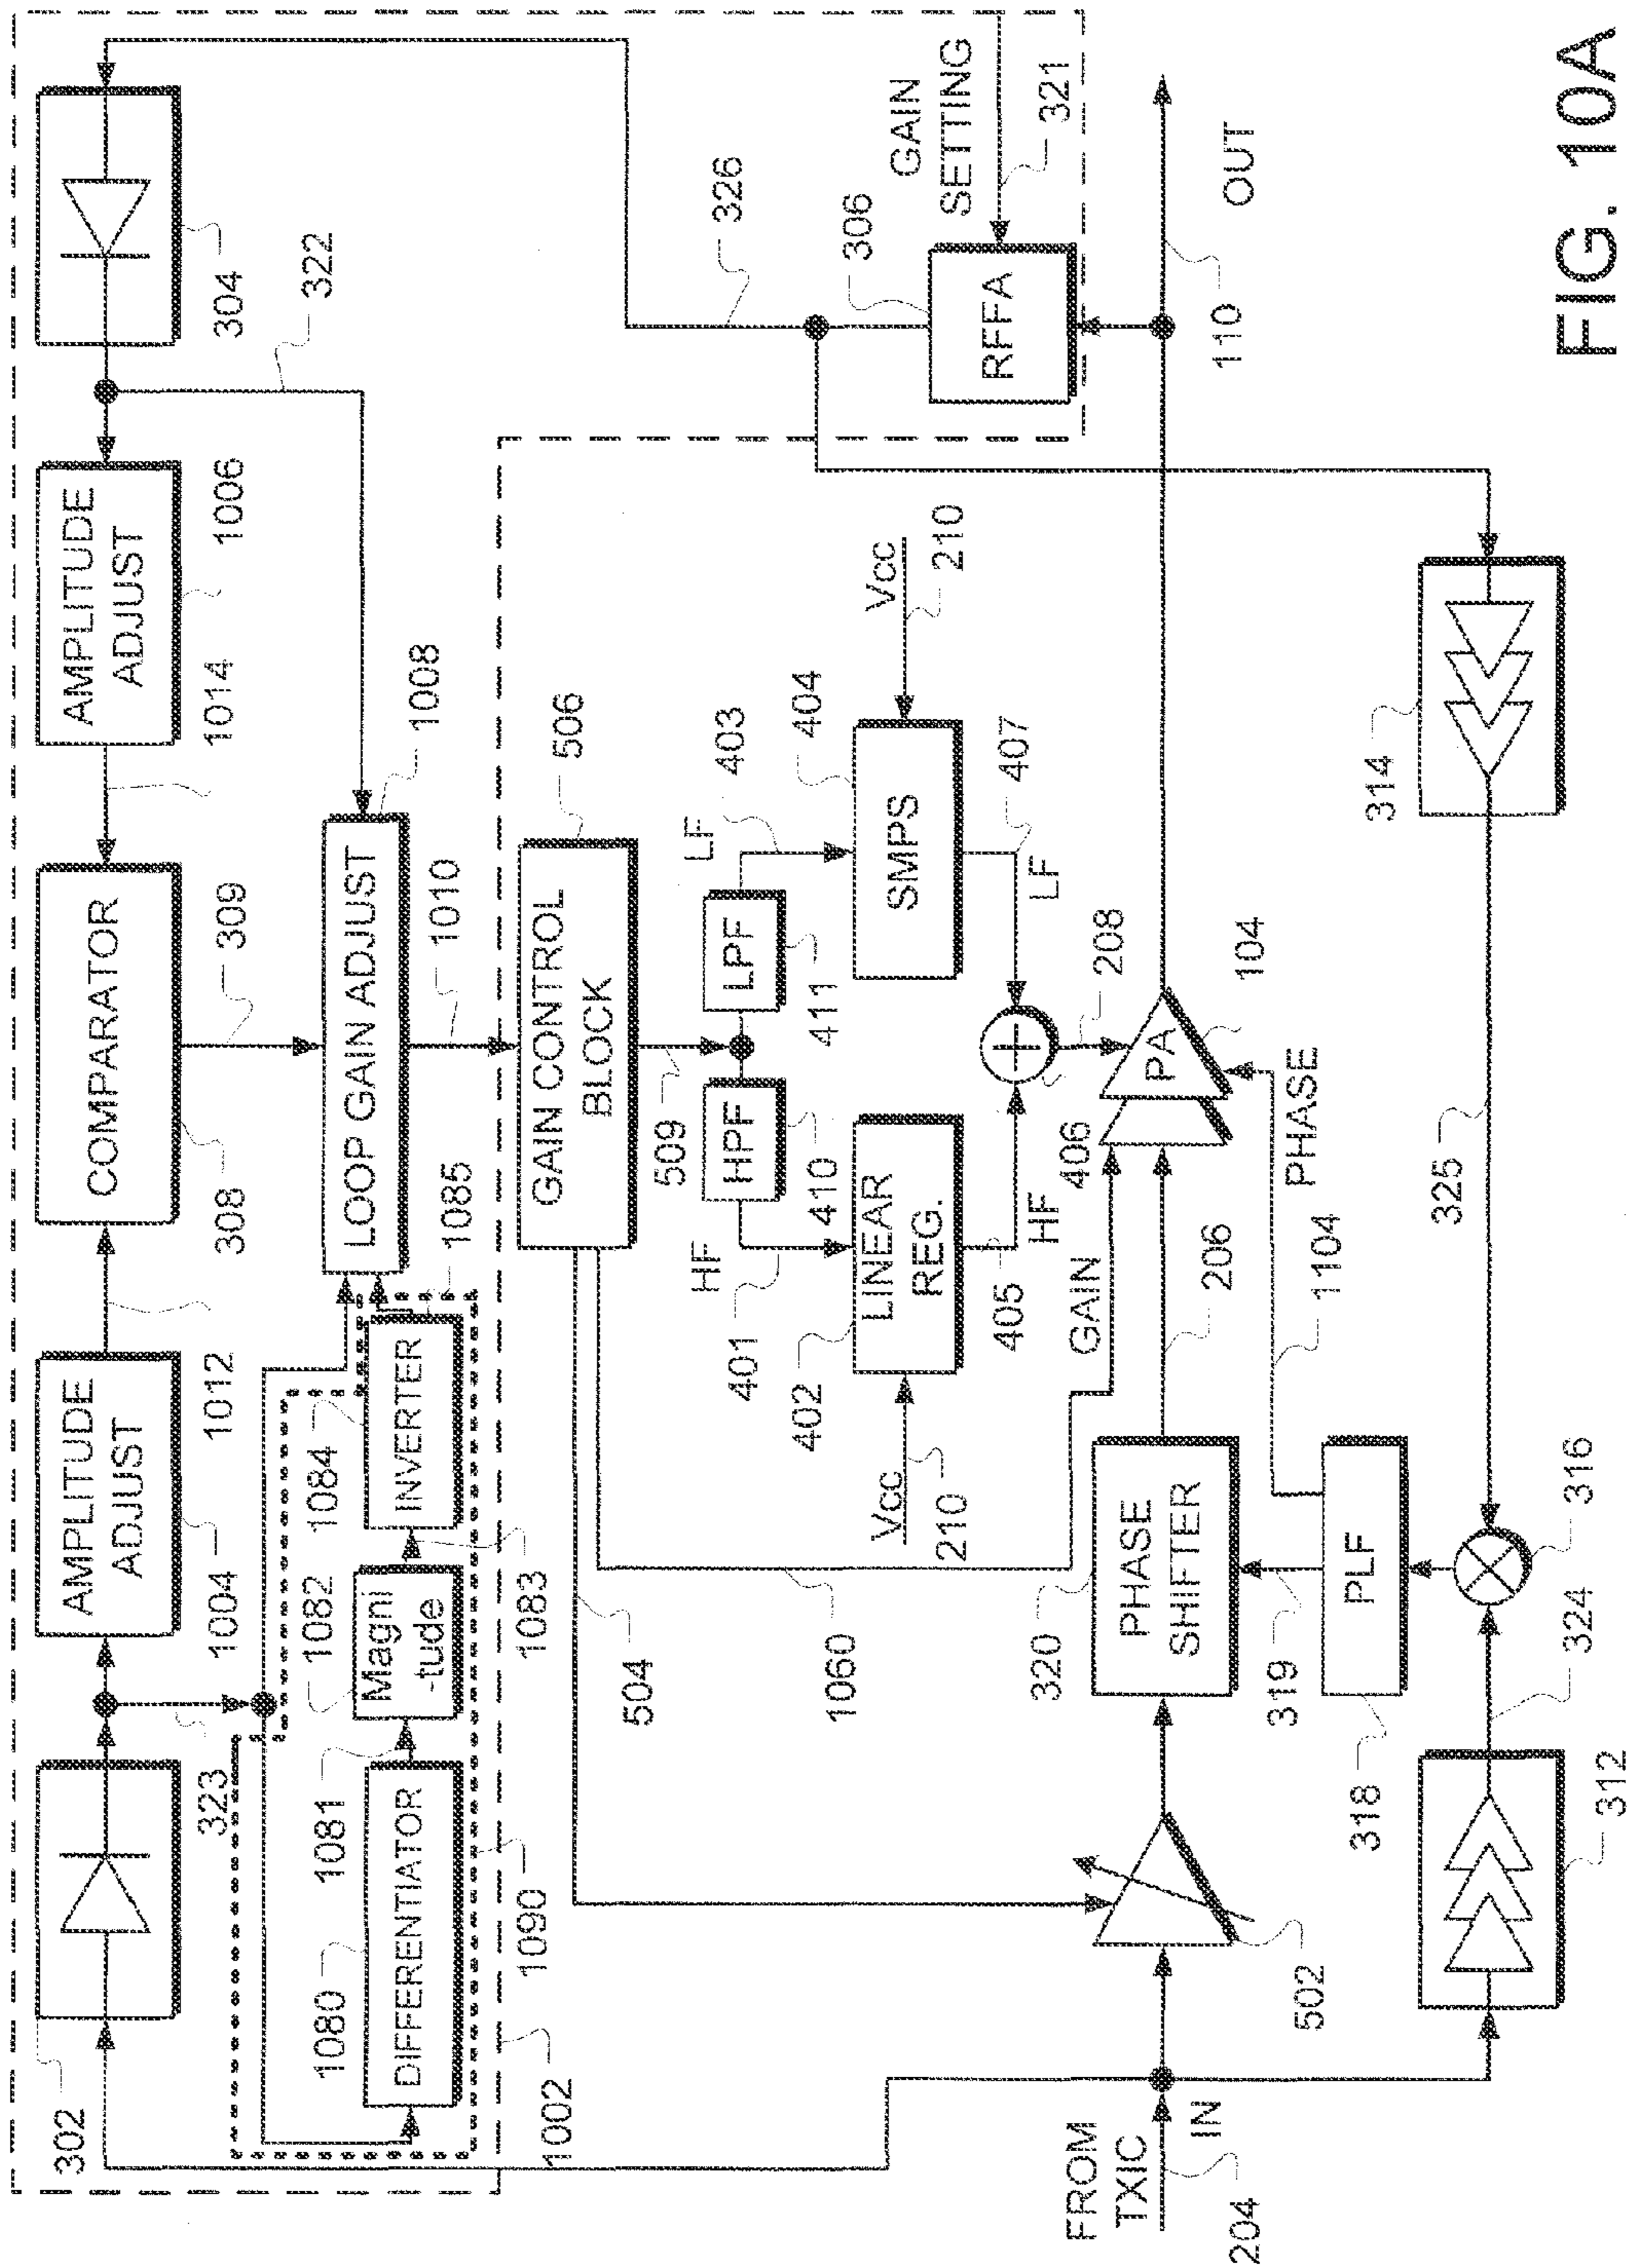 302
304
322
AMPLITUDE
ADJUST
1006
1014
COMPARATOR
308
309
AMPLITUDE
ADJUST
1004
1012
323
LOOP GAIN ADJUST
1008
1010
DIFFERENTIATOR
1080
1081
Magni
-tude
1082
1083
INVERTER
1084
1085
1090
1002
326
306
RFFA
GAIN
SETTING
321
GAIN CONTROL
BLOCK
506
509
504
1060
HPF
410
LPF
411
HF
401
LF
403
LINEAR
REG.
402
405
HF
Vcc
210
SMPS
404
407
LF
Vcc
210
406
208
PA
104
GAIN
206
PHASE
1104
110
OUT
PHASE
SHIFTER
320
319
PLF
318
316
324
325
314
312
502
FROM
TXIC
IN
204
FIG. 10A